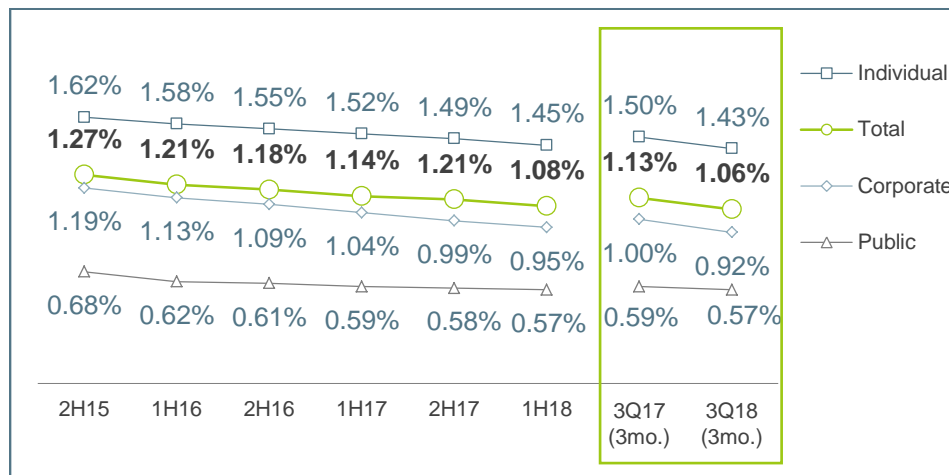 1.62% 1.58% 1.55% 1.52% 1.49% 1.45% 1.50% 1.43%
1.27% 1.21% 1.18% 1.14% 1.21% 1.08% 1.13% 1.06%
1.19% 1.13% 1.09% 1.04% 0.99% 0.95% 1.00% 0.92%
0.68% 0.62% 0.61% 0.59% 0.58% 0.57% 0.59% 0.57%
2H15 1H16 2H16 1H17 2H17 1H18 3Q17 3Q18
(3mo.) (3mo.)
Individual
Total
Corporate
Public